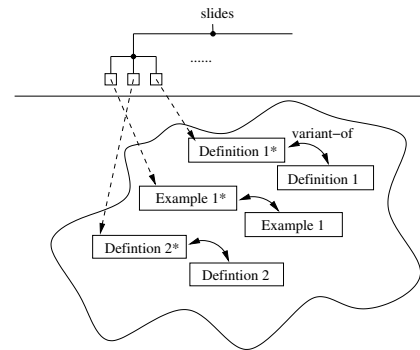 slides
......
variant-of
Definition 1*
Definition 1
Example 1*
Example 1
Defintion 2*
Defintion 2